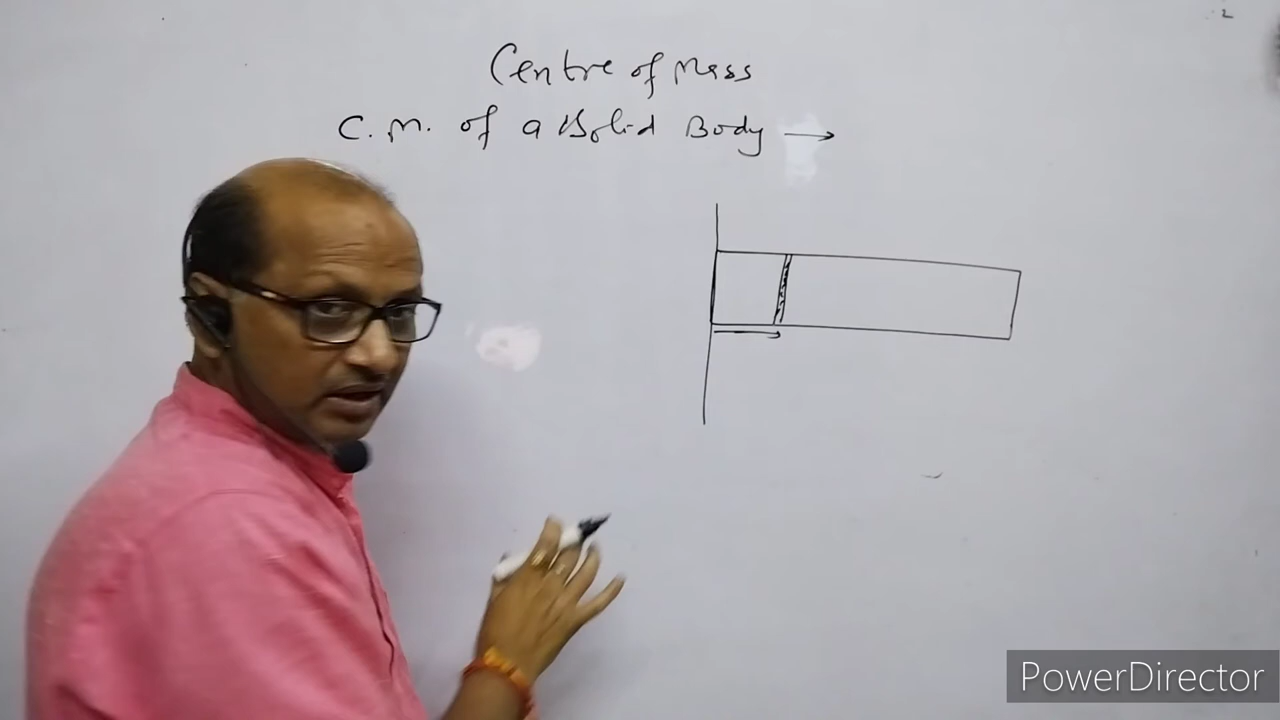 Centre of Mass
C.M. of a Solid Body →
PowerDirector